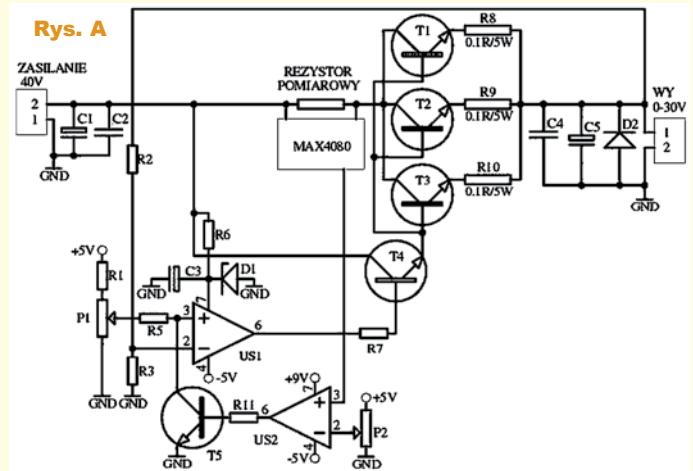 Rys. A
ZASILANIE
40V
2
1
C1
C2
GND
R2
REZYSTOR
POMIAROWY
MAX4080
T1
R8
0.1R/5W
T2
R9
0.1R/5W
T3
R10
0.1R/5W
C4
C5
D2
WY
0-30V
1
2
GND
R6
T4
C3
D1
GND
GND
+5V
R1
P1
R5
3
+
2
−
7
4
6
US1
-5V
R7
R3
GND
GND
T5
GND
R11
6
US2
+9V
7
3
+
2
−
4
-5V
+5V
P2
GND